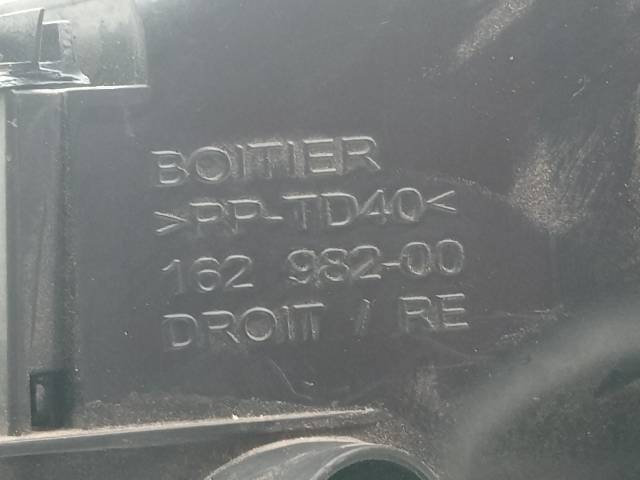 BOITIER
>PP-TD40<
162 982-00
DROIT / RE